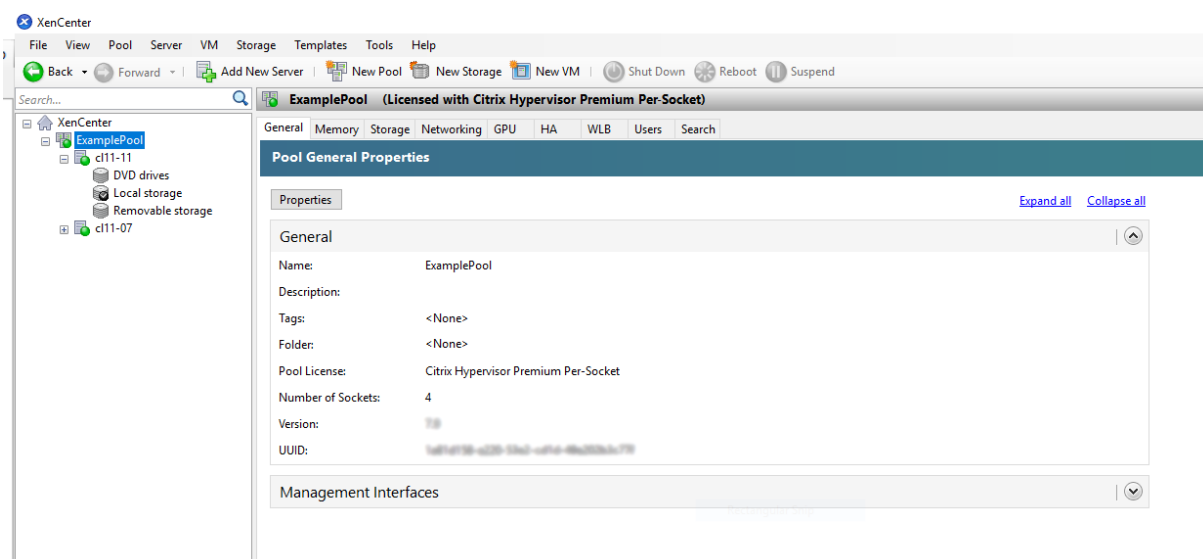 XenCenter
File View Pool Server VM Storage Templates Tools Help
Back Forward Add New Server New Pool New Storage New VM Shut Down Reboot Suspend
Search...
ExamplePool (Licensed with Citrix Hypervisor Premium Per-Socket)
XenCenter
ExamplePool
cl11-11
DVD drives
Local storage
Removable storage
cl11-07
General Memory Storage Networking GPU HA WLB Users Search
Pool General Properties
Properties Expand all Collapse all
General
Name: ExamplePool
Description:
Tags: <None>
Folder: <None>
Pool License: Citrix Hypervisor Premium Per-Socket
Number of Sockets: 4
Version:
UUID:
Management Interfaces